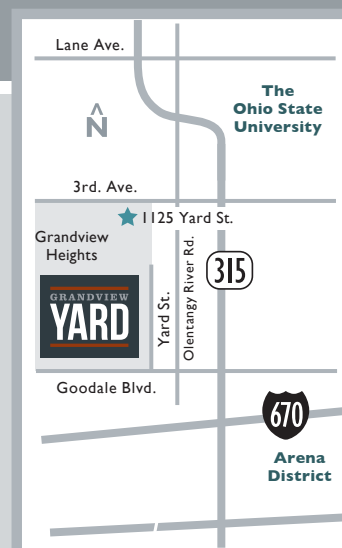 Lane Ave.
The
Ohio State
University
N
3rd. Ave.
1125 Yard St.
Grandview
Heights
315
GRANDVIEW
YARD
Yard St.
Olentangy River Rd.
Goodale Blvd.
670
Arena
District